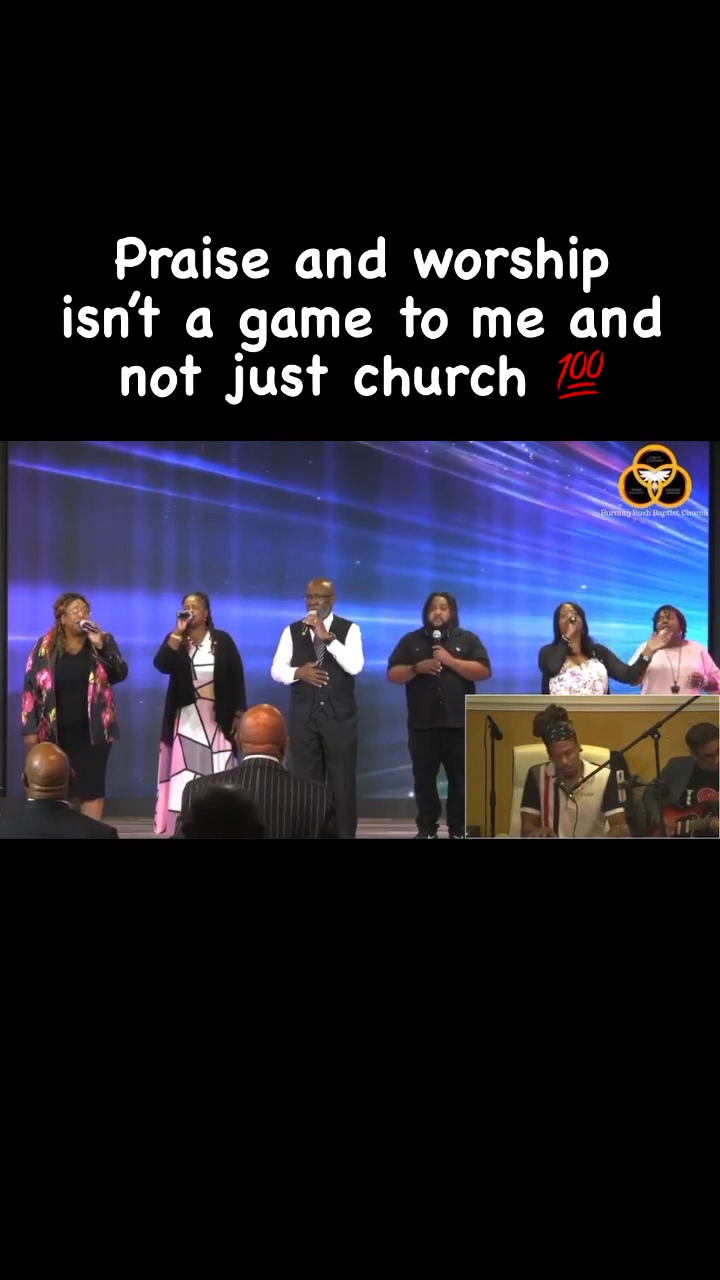 Praise and worship
isn't a game to me and
not just church 💯
Burning Bush Baptist Church